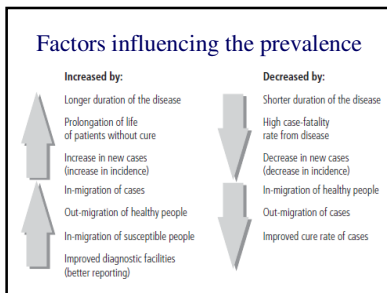 Factors influencing the prevalence
Increased by:
Longer duration of the disease
Prolongation of life
of patients without cure
Increase in new cases
(increase in incidence)
In-migration of cases
Out-migration of healthy people
In-migration of susceptible people
Improved diagnostic facilities
(better reporting)
Decreased by:
Shorter duration of the disease
High case-fatality
rate from disease
Decrease in new cases
(decrease in incidence)
In-migration of healthy people
Out-migration of cases
Improved cure rate of cases